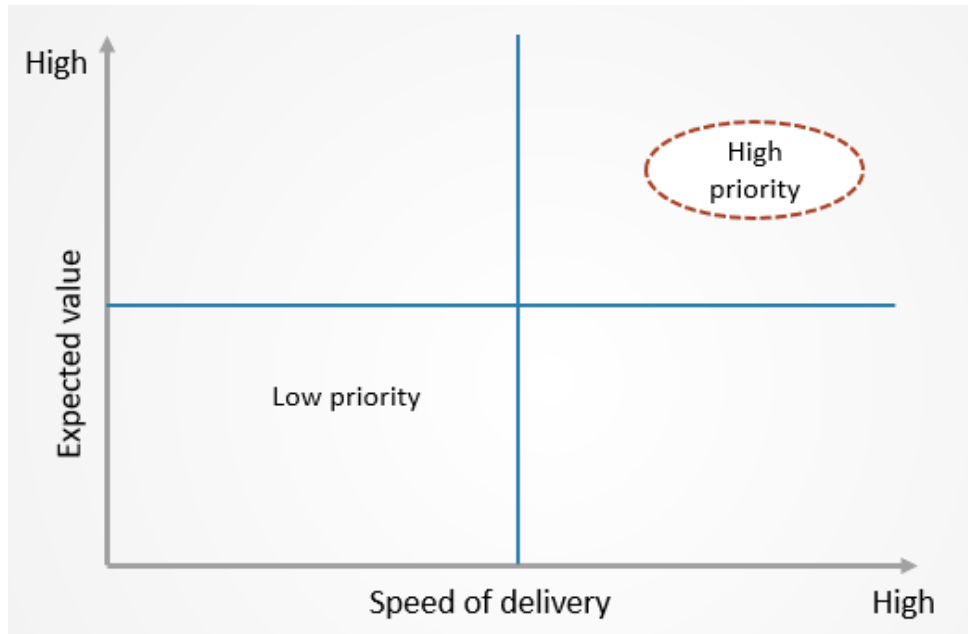 High
High
priority
Expected value
Low priority
Speed of delivery
High